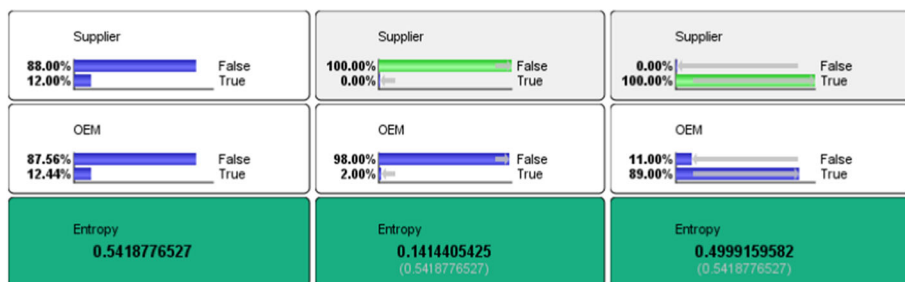 Supplier
88.00% False
12.00% True
Supplier
100.00% False
0.00% True
Supplier
0.00% False
100.00% True
OEM
87.56% False
12.44% True
OEM
98.00% False
2.00% True
OEM
11.00% False
89.00% True
Entropy
0.5418776527
Entropy
0.1414405425
(0.5418776527)
Entropy
0.4999159582
(0.5418776527)